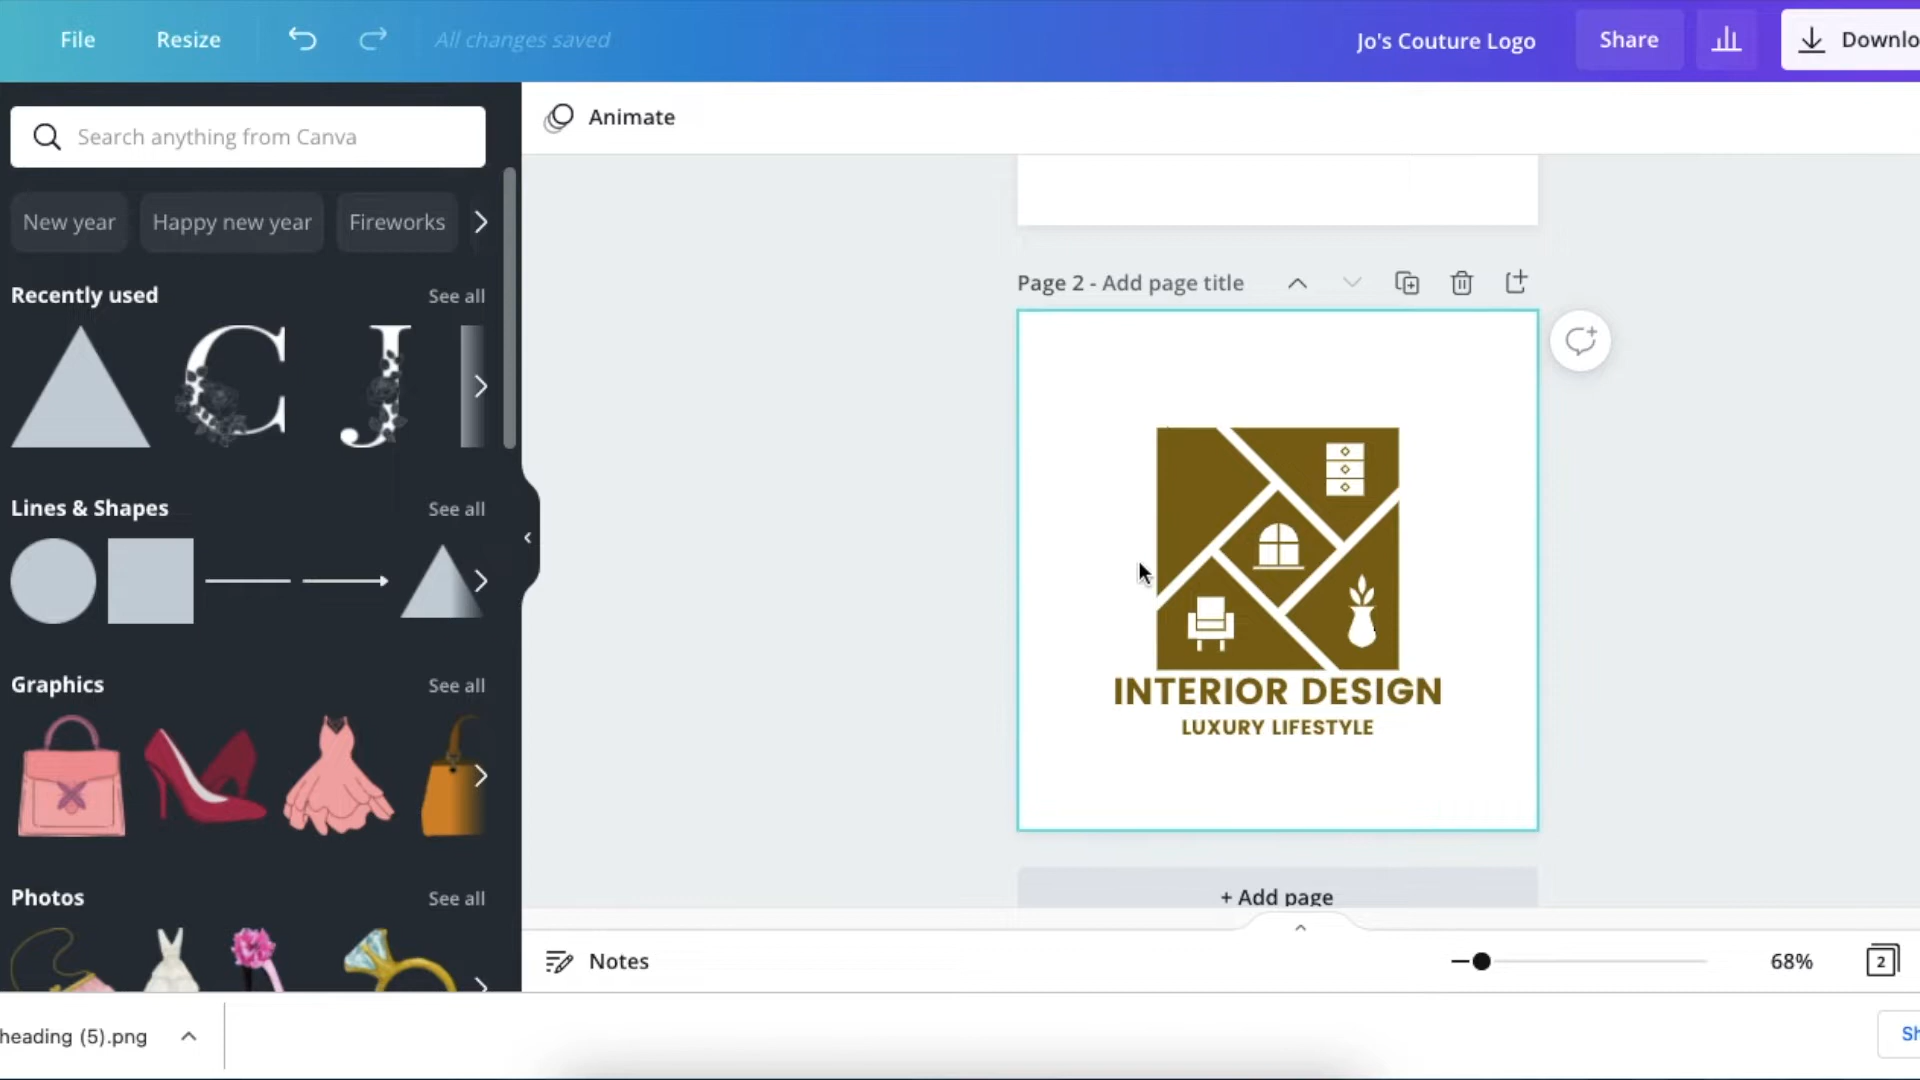 File Resize All changes saved Jo's Couture Logo Share Downlo
Search anything from Canva
Animate
New year Happy new year Fireworks
Page 2 - Add page title
Recently used See all
C J
Lines & Shapes See all
Graphics See all
INTERIOR DESIGN
LUXURY LIFESTYLE
Photos See all
+ Add page
Notes 68% 2
heading (5).png Sh